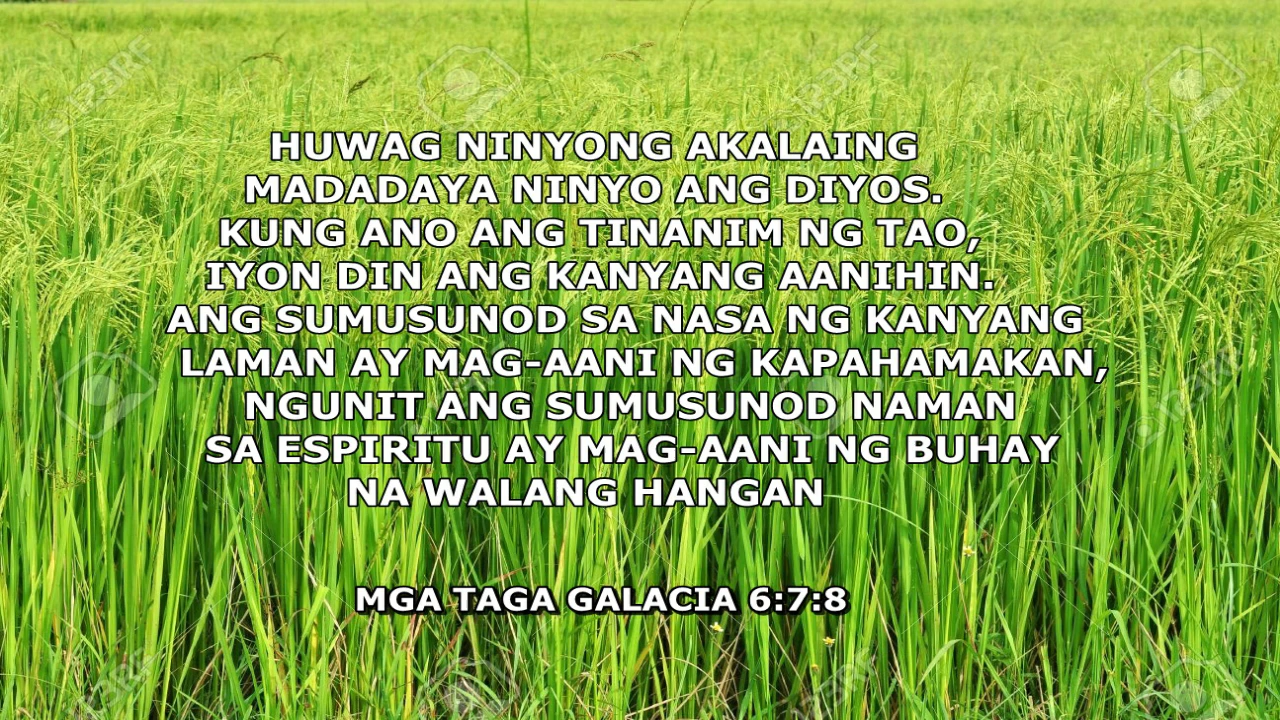 HUWAG NINYONG AKALAING
MADADAYA NINYO ANG DIYOS.
KUNG ANO ANG TINANIM NG TAO,
IYON DIN ANG KANYANG AANIHIN.
ANG SUMUSUNOD SA NASA NG KANYANG
LAMAN AY MAG-AANI NG KAPAHAMAKAN,
NGUNIT ANG SUMUSUNOD NAMAN
SA ESPIRITU AY MAG-AANI NG BUHAY
NA WALANG HANGAN
MGA TAGA GALACIA 6:7:8